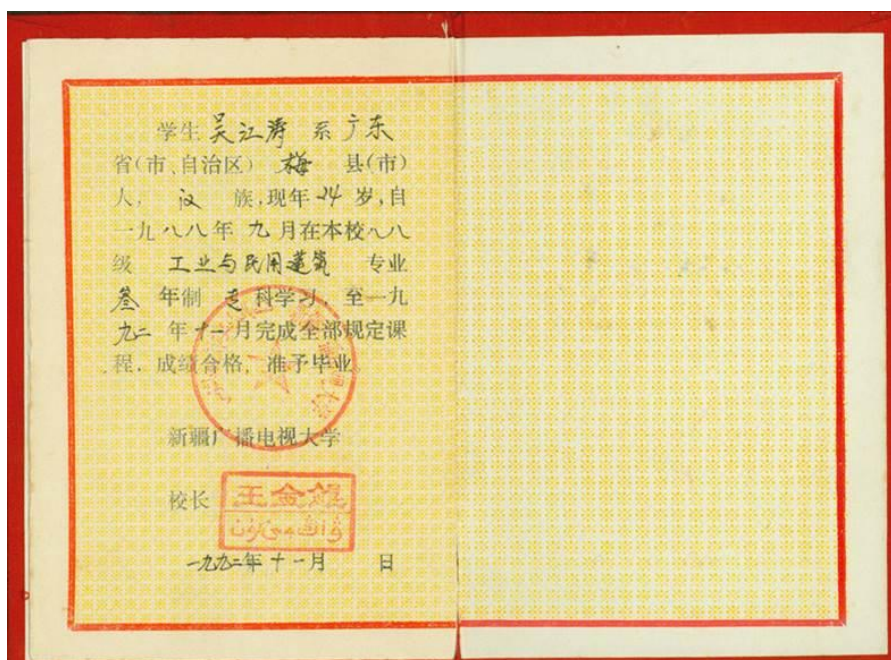 学生 吴江涛 系 广东
省(市、自治区) 梅 县(市)
人, 汉 族,现年 24 岁,自
一九八八年 九 月在本校八八
级 工业与民用建筑 专业
叁 年制 专 科学习, 至一九
九二 年 十一 月完成全部规定课
程, 成绩合格, 准予毕业。
新疆广播电视大学
校长 王金
一九九二年 十一月 日